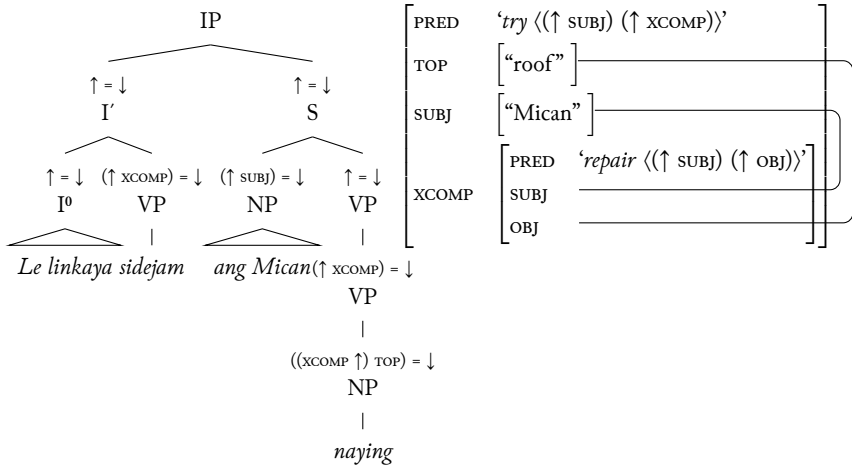 IP
↑ = ↓ ↑ = ↓
I′ S
↑ = ↓ (↑ XCOMP) = ↓ (↑ SUBJ) = ↓ ↑ = ↓
I⁰ VP NP VP
Le linkaya sidejam ang Mican (↑ XCOMP) = ↓
VP
((XCOMP ↑) TOP) = ↓
NP
naying
PRED ‘try ⟨(↑ SUBJ) (↑ XCOMP)⟩’
TOP [“roof”]
SUBJ [“Mican”]
XCOMP
PRED ‘repair ⟨(↑ SUBJ) (↑ OBJ)⟩’
SUBJ
OBJ